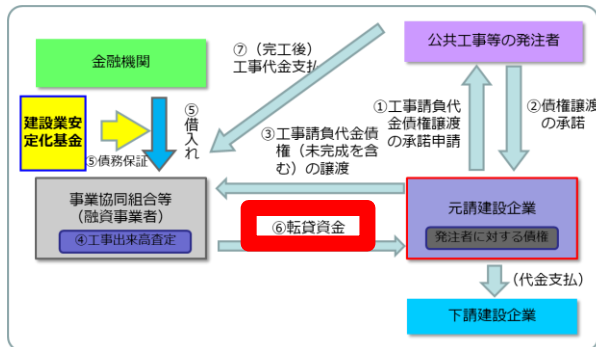 金融機関
⑦（完工後）
工事代金支払
公共工事等の発注者
建設業安
定化基金
⑤債務保証
⑤借入れ
①工事請負代
金債権譲渡
の承諾申請
②債権譲渡
の承諾
③工事請負代金債
権（未完成を含
む）の譲渡
事業協同組合等
（融資事業者）
④工事出来高査定
⑥転貸資金
元請建設企業
発注者に対する債権
（代金支払）
下請建設企業